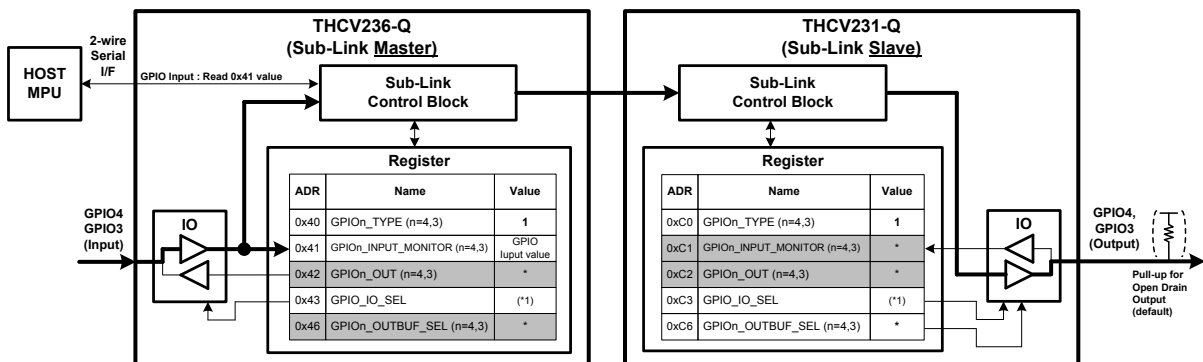 THCV236-Q
(Sub-Link Master)
THCV231-Q
(Sub-Link Slave)
HOST
MPU
2-wire
Serial
I/F
GPIO Input : Read 0x41 value
Sub-Link
Control Block
Sub-Link
Control Block
Register
ADR Name Value
0x40 GPIOn_TYPE (n=4,3) 1
0x41 GPIOn_INPUT_MONITOR (n=4,3) GPIO
Iuput value
0x42 GPIOn_OUT (n=4,3) *
0x43 GPIO_IO_SEL (*1)
0x46 GPIOn_OUTBUF_SEL (n=4,3) *
GPIO4
GPIO3
(Input)
IO
Register
ADR Name Value
0xC0 GPIOn_TYPE (n=4,3) 1
0xC1 GPIOn_INPUT_MONITOR (n=4,3) *
0xC2 GPIOn_OUT (n=4,3) *
0xC3 GPIO_IO_SEL (*1)
0xC6 GPIOn_OUTBUF_SEL (n=4,3) *
IO
GPIO4,
GPIO3
(Output)
Pull-up for
Open Drain
Output
(default)